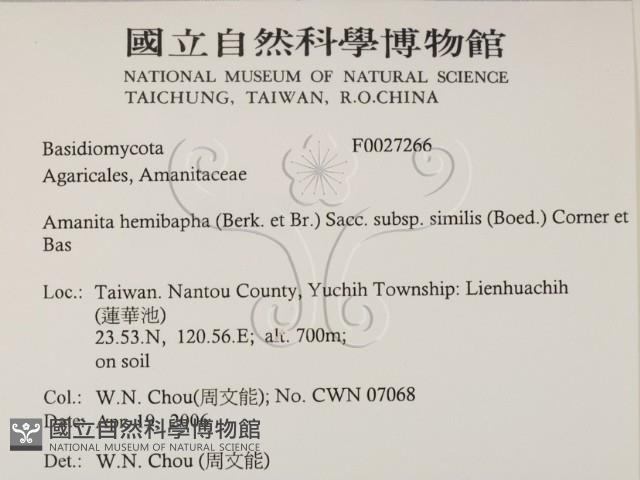 國立自然科學博物館
NATIONAL MUSEUM OF NATURAL SCIENCE
TAICHUNG, TAIWAN, R.O.CHINA
Basidiomycota F0027266
Agaricales, Amanitaceae
Amanita hemibapha (Berk. et Br.) Sacc. subsp. similis (Boed.) Corner et
Bas
Loc.: Taiwan. Nantou County, Yuchih Township: Lienhuachih
(蓮華池)
23.53.N, 120.56.E; alt. 700m;
on soil
Col.: W.N. Chou(周文能); No. CWN 07068
Date: Apr. 19, 2006
國立自然科學博物館
NATIONAL MUSEUM OF NATURAL SCIENCE
Det.: W.N. Chou (周文能)